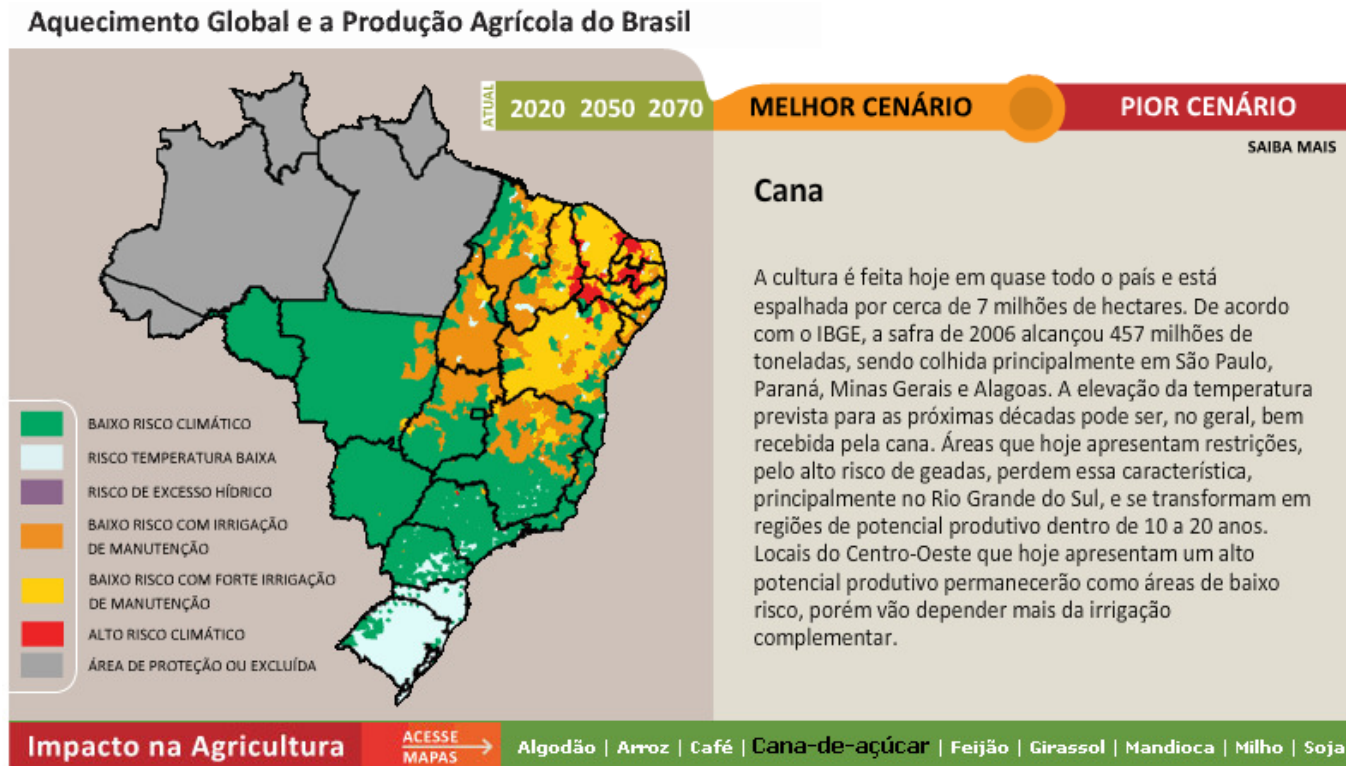 Aquecimento Global e a Produção Agrícola do Brasil
ATUAL
2020 2050 2070
MELHOR CENÁRIO
PIOR CENÁRIO
SAIBA MAIS
Cana
A cultura é feita hoje em quase todo o país e está
espalhada por cerca de 7 milhões de hectares. De acordo
com o IBGE, a safra de 2006 alcançou 457 milhões de
toneladas, sendo colhida principalmente em São Paulo,
Paraná, Minas Gerais e Alagoas. A elevação da temperatura
prevista para as próximas décadas pode ser, no geral, bem
recebida pela cana. Áreas que hoje apresentam restrições,
pelo alto risco de geadas, perdem essa característica,
principalmente no Rio Grande do Sul, e se transformam em
regiões de potencial produtivo dentro de 10 a 20 anos.
Locais do Centro-Oeste que hoje apresentam um alto
potencial produtivo permanecerão como áreas de baixo
risco, porém vão depender mais da irrigação
complementar.
BAIXO RISCO CLIMÁTICO
RISCO TEMPERATURA BAIXA
RISCO DE EXCESSO HÍDRICO
BAIXO RISCO COM IRRIGAÇÃO
DE MANUTENÇÃO
BAIXO RISCO COM FORTE IRRIGAÇÃO
DE MANUTENÇÃO
ALTO RISCO CLIMÁTICO
ÁREA DE PROTEÇÃO OU EXCLUÍDA
Impacto na Agricultura
ACESSE
MAPAS
Algodão | Arroz | Café | Cana-de-açúcar | Feijão | Girassol | Mandioca | Milho | Soja